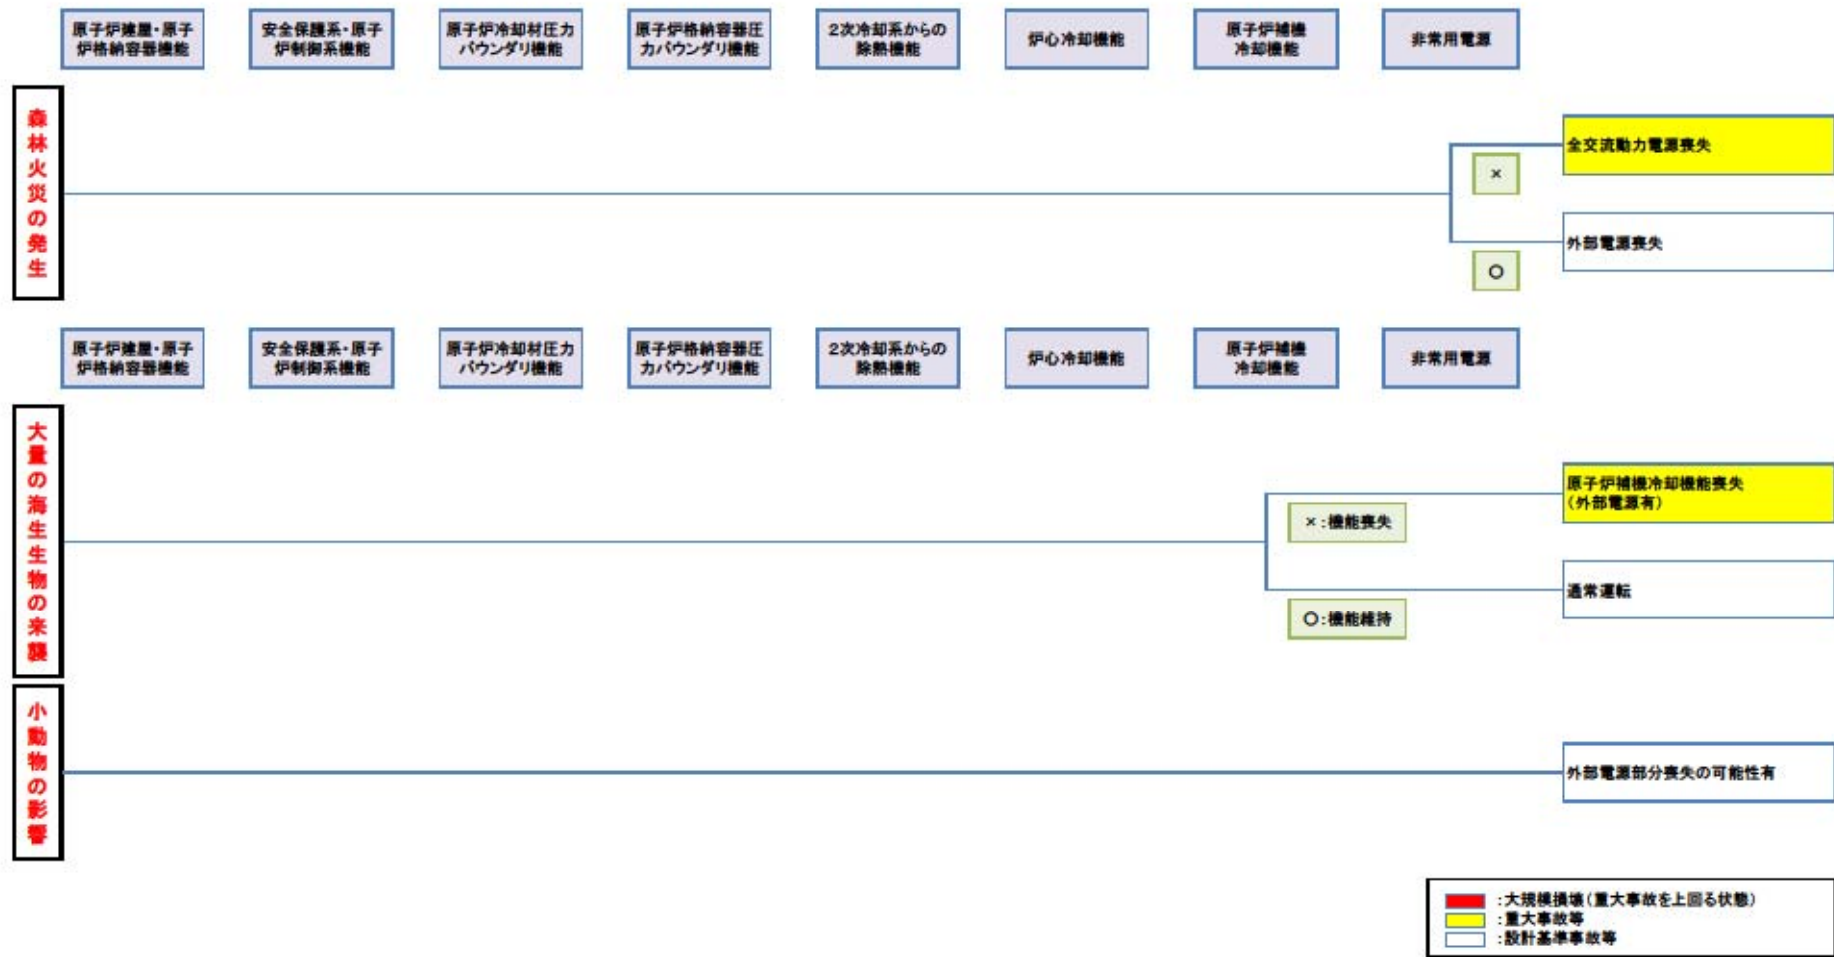 原子炉建屋・原子
炉格納容器機能
安全保護系・原子
炉制御系機能
原子炉冷却材圧力
バウンダリ機能
原子炉格納容器圧
力バウンダリ機能
2次冷却系からの
除熱機能
炉心冷却機能
原子炉補機
冷却機能
非常用電源
森林火災の発生
×
全交流動力電源喪失
○
外部電源喪失
原子炉建屋・原子
炉格納容器機能
安全保護系・原子
炉制御系機能
原子炉冷却材圧力
バウンダリ機能
原子炉格納容器圧
力バウンダリ機能
2次冷却系からの
除熱機能
炉心冷却機能
原子炉補機
冷却機能
非常用電源
大量の海生生物の来襲
×:機能喪失
原子炉補機冷却機能喪失
(外部電源有)
○:機能維持
通常運転
小動物の影響
外部電源部分喪失の可能性有
:大規模損壊(重大事故を上回る状態)
:重大事故等
:設計基準事故等